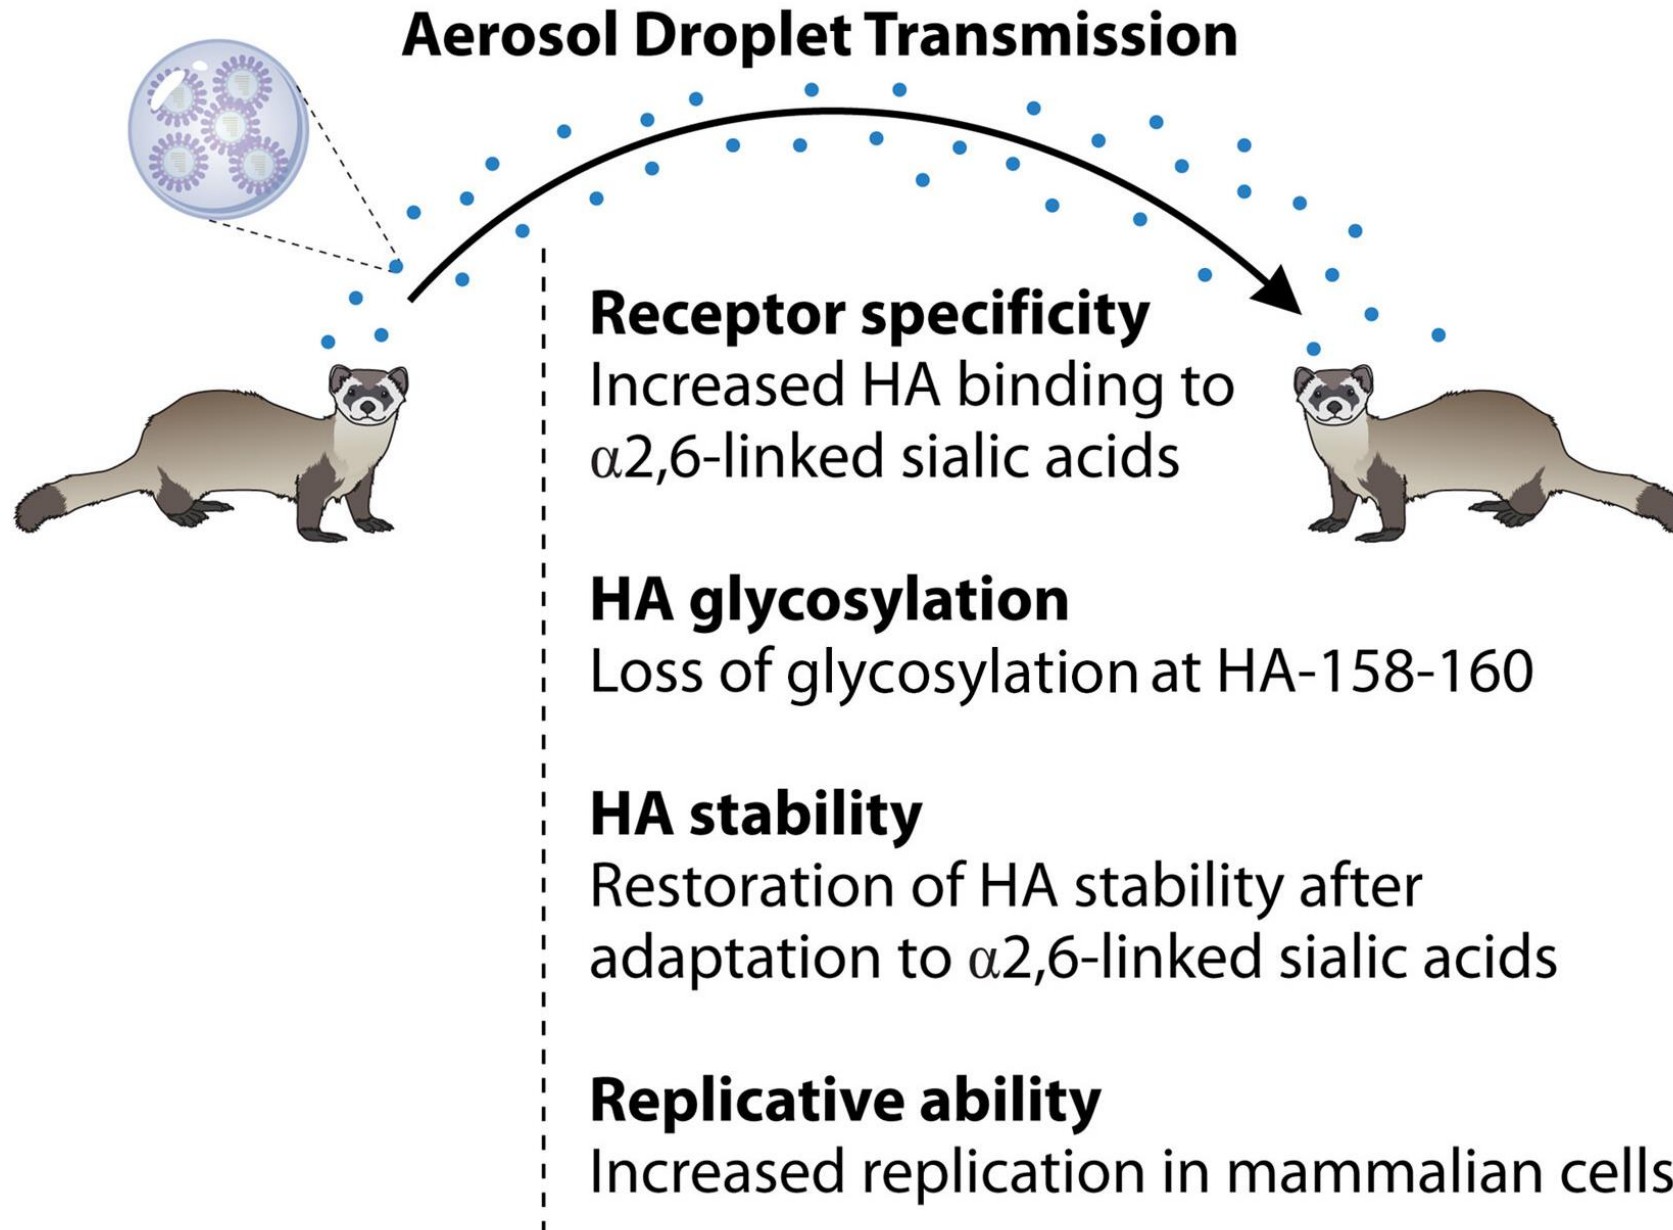 Aerosol Droplet Transmission
Receptor specificity
Increased HA binding to
α2,6-linked sialic acids
HA glycosylation
Loss of glycosylation at HA-158-160
HA stability
Restoration of HA stability after
adaptation to α2,6-linked sialic acids
Replicative ability
Increased replication in mammalian cells